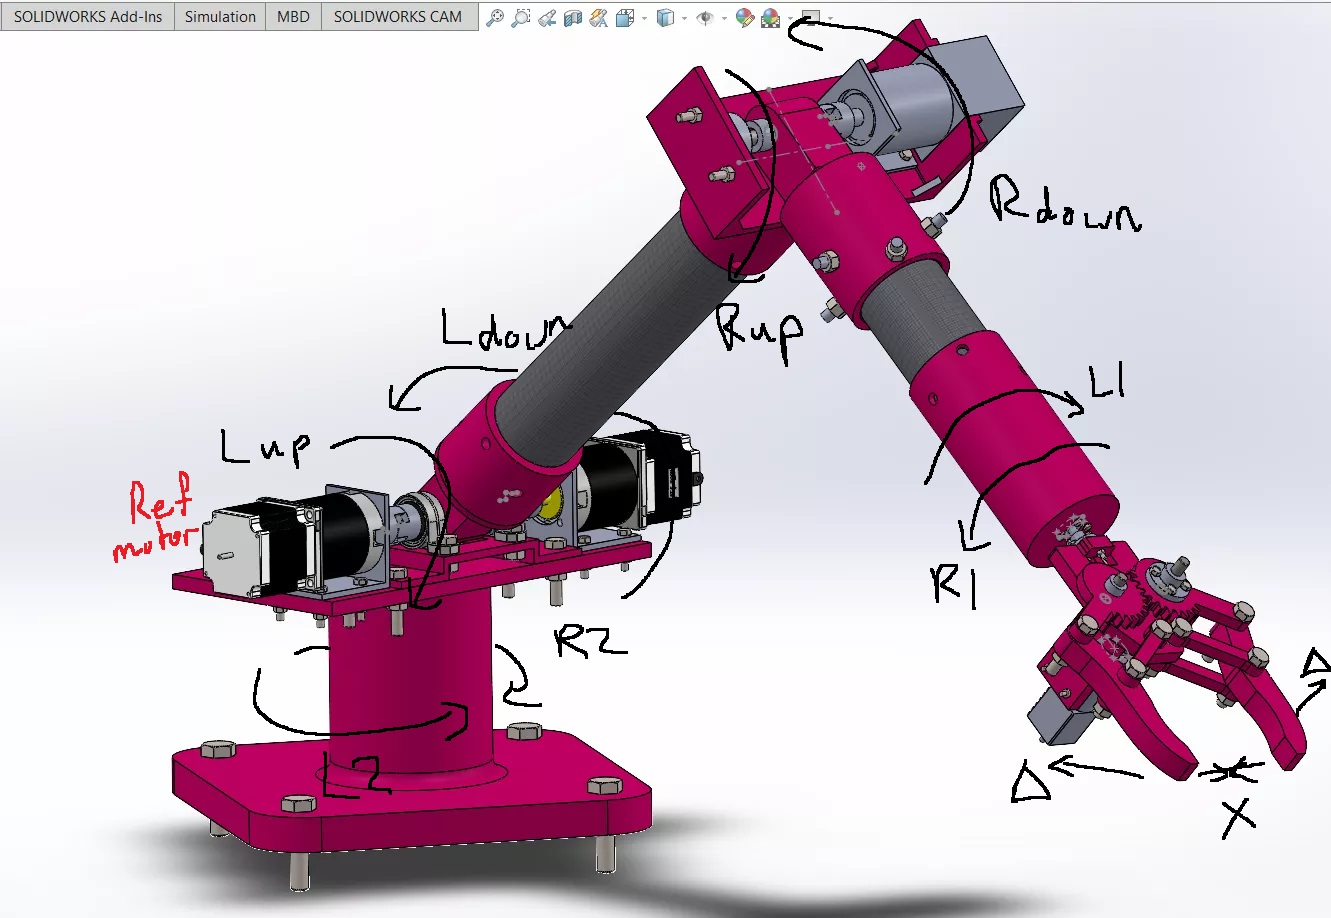 SOLIDWORKS Add-Ins Simulation MBD SOLIDWORKS CAM
Rdown
Ldown
Rup
L1
Lup
Ref
motor
R1
R2
L2
Δ
Δ
X